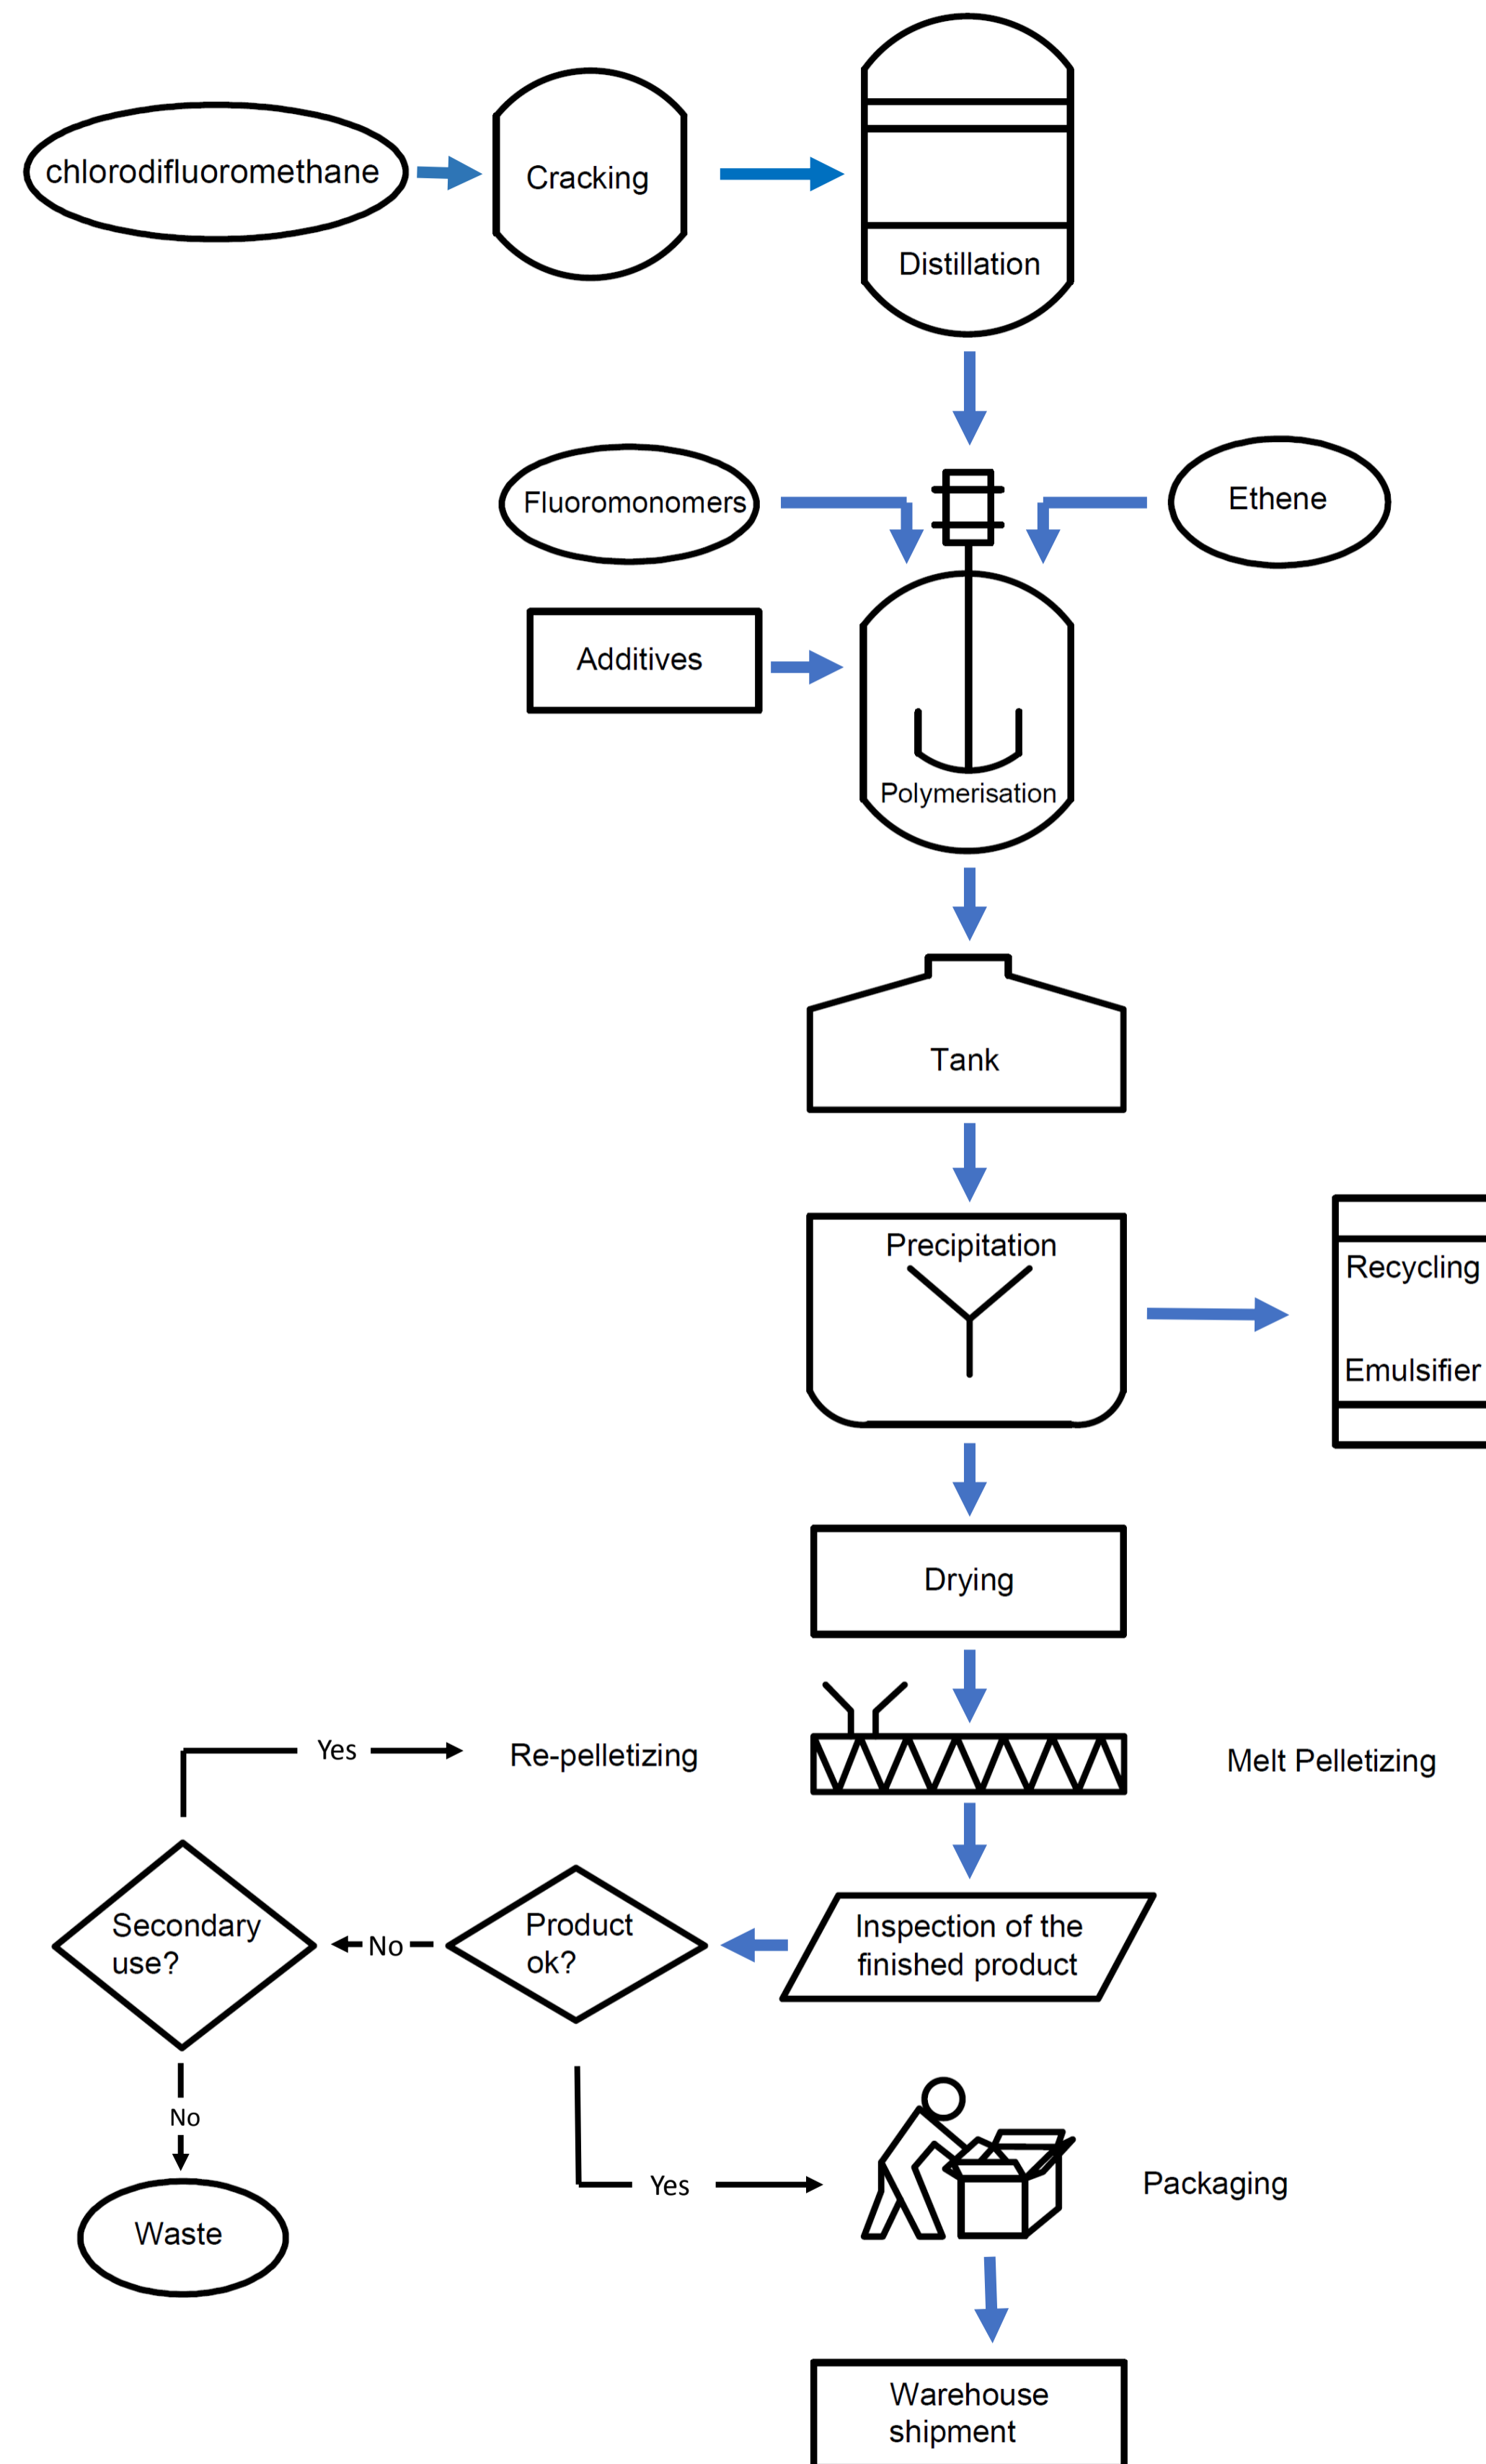 chlorodifluoromethane
Cracking
Distillation
Fluoromonomers
Ethene
Additives
Polymerisation
Tank
Precipitation
Recycling
Emulsifier
Drying
Yes
Re-pelletizing
Melt Pelletizing
Secondary
use?
No
Product
ok?
Inspection of the
finished product
No
Yes
Packaging
Waste
Warehouse
shipment